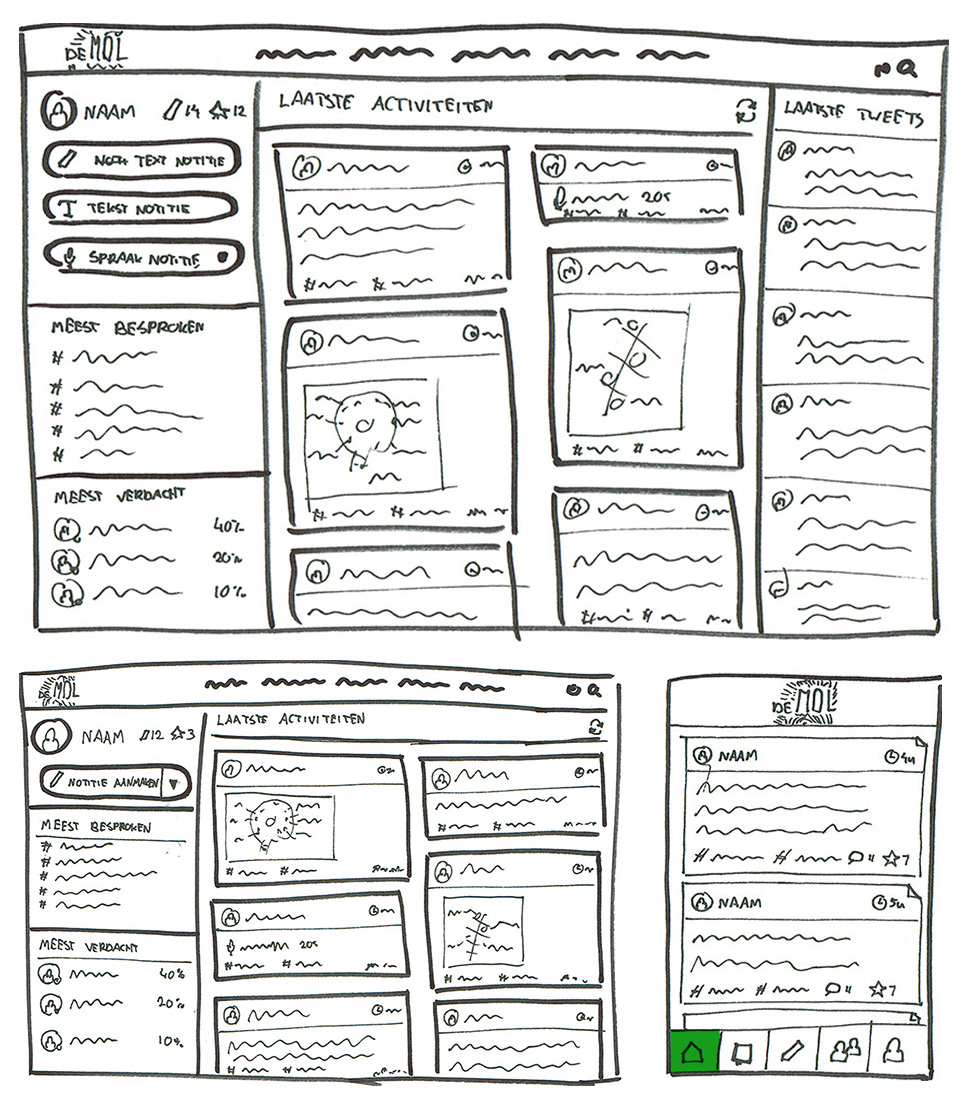 DE MOL
LAATSTE ACTIVITEITEN
LAATSTE TWEETS
NAAM 14 12
TEXT NOTITIE
TEKST NOTITIE
SPRAAK NOTITIE
MEEST BESPROKEN
#
#
#
#
#
MEEST VERDACHT
40%
20%
10%
# #
20s
# #
# #
# #
# #
DE MOL
LAATSTE ACTIVITEITEN
NAAM 12 3
NOTITIE AANMAKEN
MEEST BESPROKEN
#
#
#
#
#
MEEST VERDACHT
40%
20%
10%
# #
# #
20s
# #
# #
# #
DE MOL
NAAM 4u
# # 11 7
NAAM 5u
# # 11 7